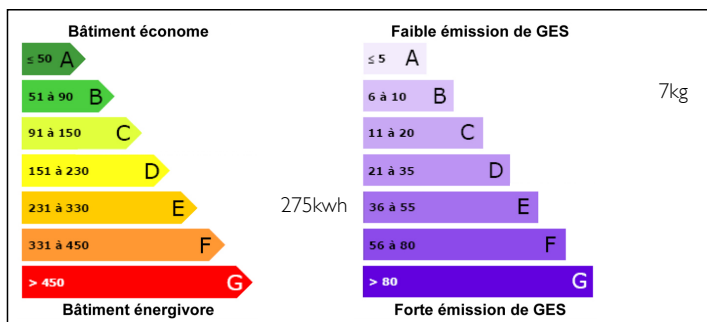 Bâtiment économe
≤ 50 A
51 à 90 B
91 à 150 C
151 à 230 D
231 à 330 E
275kwh
331 à 450 F
> 450 G
Bâtiment énergivore
Faible émission de GES
≤ 5 A
6 à 10 B
7kg
11 à 20 C
21 à 35 D
36 à 55 E
56 à 80 F
> 80 G
Forte émission de GES